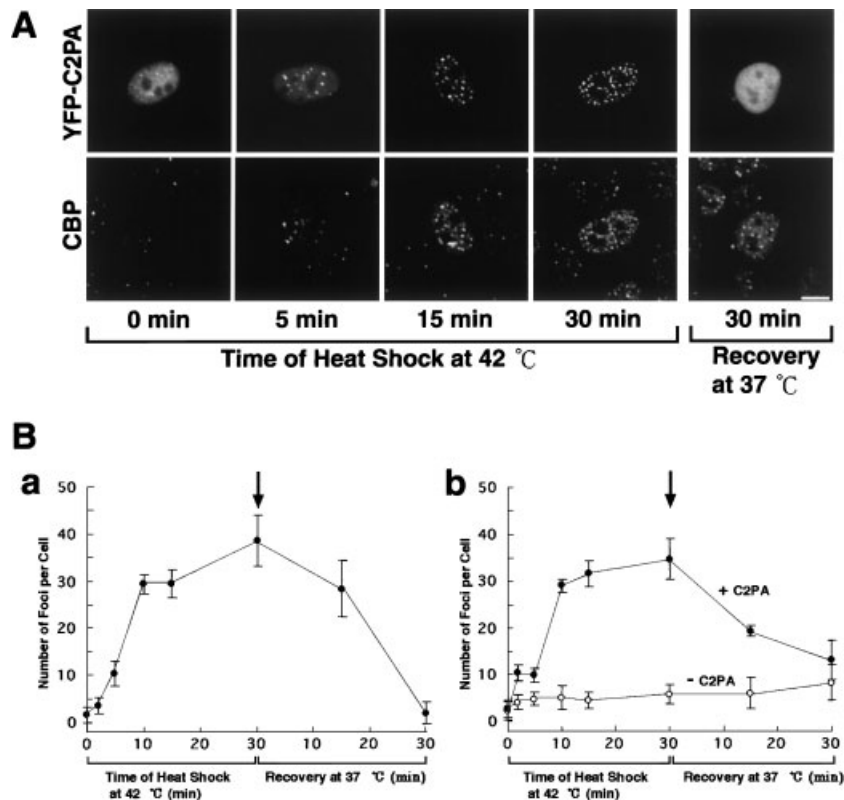 A
YFP-C2PA
CBP
0 min 5 min 15 min 30 min 30 min
Time of Heat Shock at 42 ℃
Recovery
at 37 ℃
B
a
50
40
30
20
10
0
Number of Foci per Cell
0 10 20 30 10 20 30
Time of Heat Shock
at 42 ℃ (min)
Recovery at 37 ℃ (min)
b
50
40
30
20
10
0
Number of Foci per Cell
+ C2PA
- C2PA
0 10 20 30 10 20 30
Time of Heat Shock
at 42 ℃ (min)
Recovery at 37 ℃ (min)